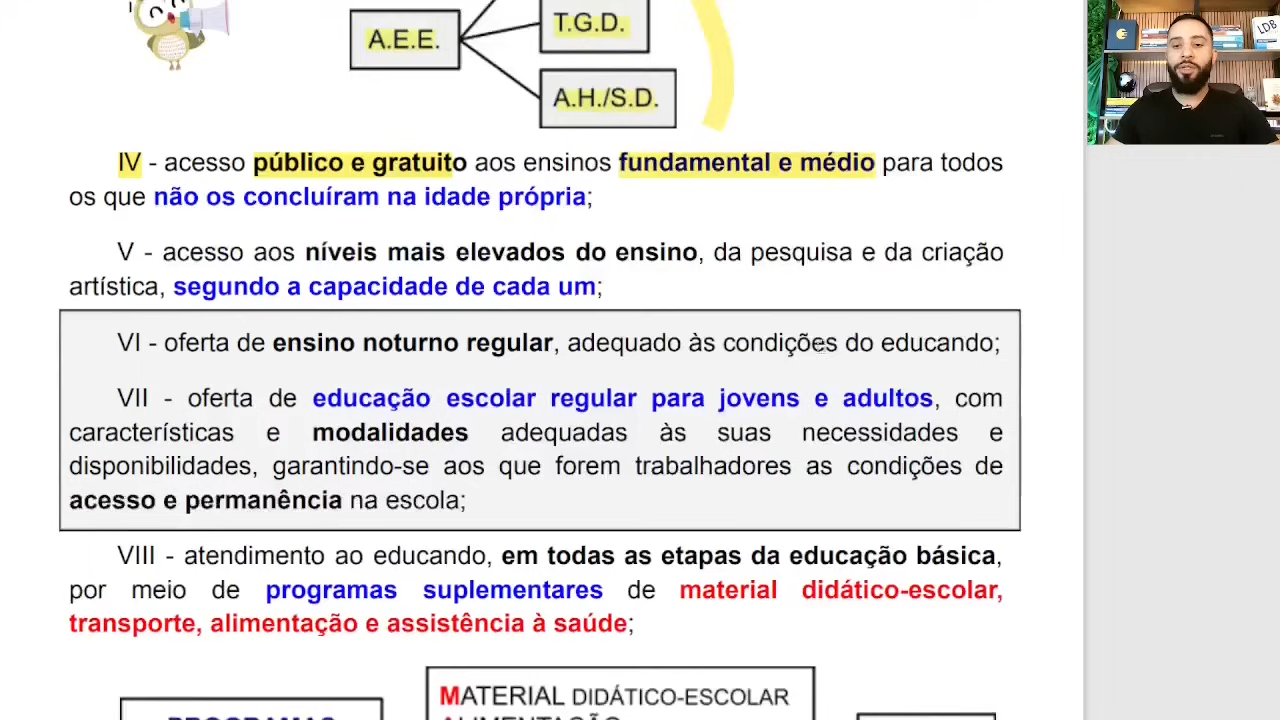 LDB
A.E.E.
T.G.D.
A.H./S.D.
IV - acesso público e gratuito aos ensinos fundamental e médio para todos
os que não os concluíram na idade própria;
V - acesso aos níveis mais elevados do ensino, da pesquisa e da criação
artística, segundo a capacidade de cada um;
VI - oferta de ensino noturno regular, adequado às condições do educando;
VII - oferta de educação escolar regular para jovens e adultos, com
características e modalidades adequadas às suas necessidades e
disponibilidades, garantindo-se aos que forem trabalhadores as condições de
acesso e permanência na escola;
VIII - atendimento ao educando, em todas as etapas da educação básica,
por meio de programas suplementares de material didático-escolar,
transporte, alimentação e assistência à saúde;
MATERIAL DIDÁTICO-ESCOLAR
ALIMENTAÇÃO
PROGRAMAS